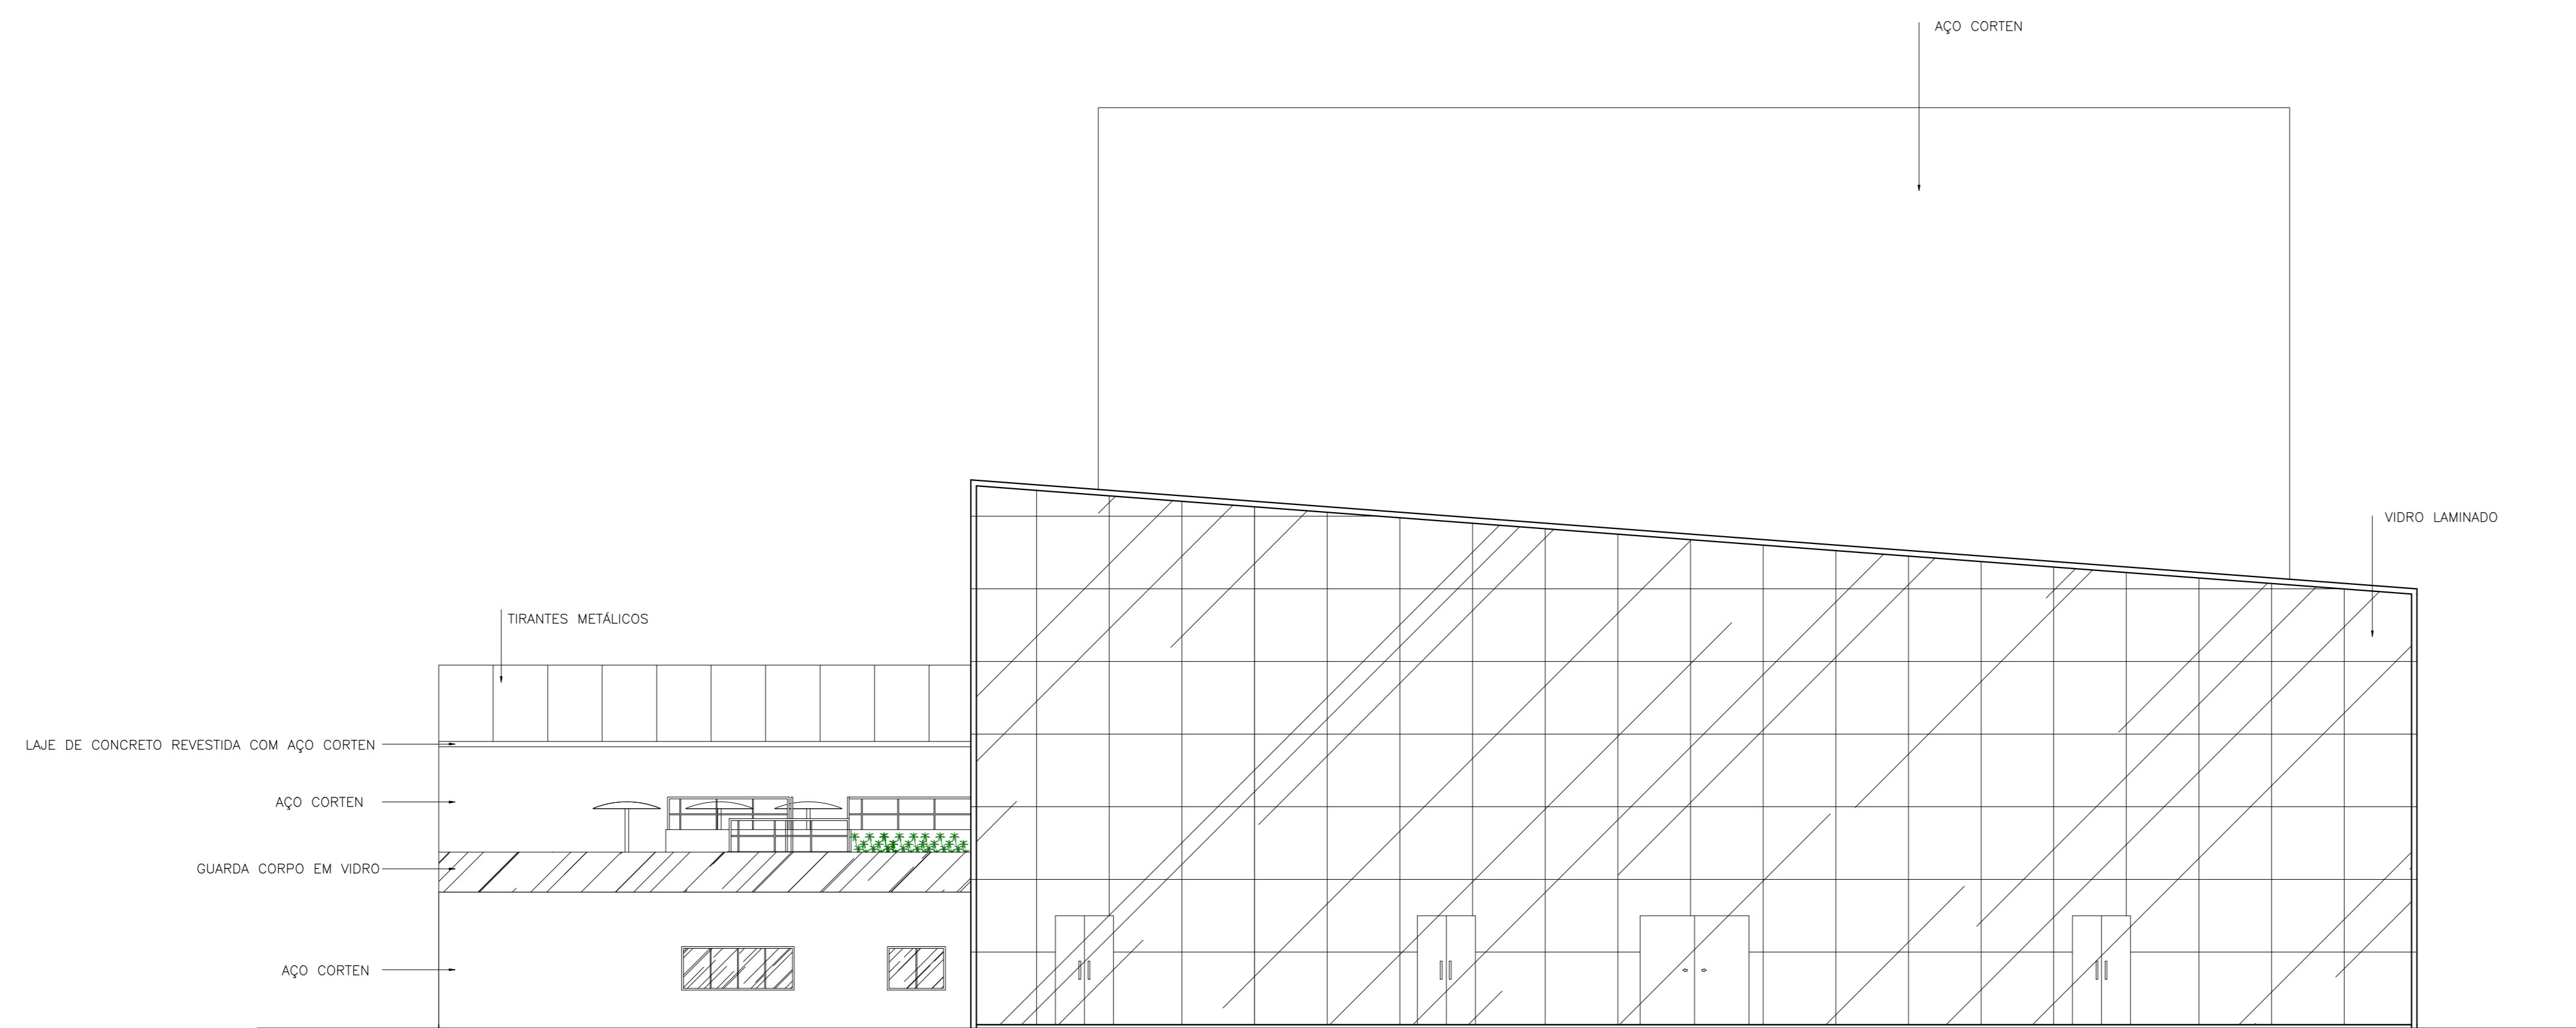 AÇO CORTEN
VIDRO LAMINADO
TIRANTES METÁLICOS
LAJE DE CONCRETO REVESTIDA COM AÇO CORTEN
AÇO CORTEN
GUARDA CORPO EM VIDRO
AÇO CORTEN